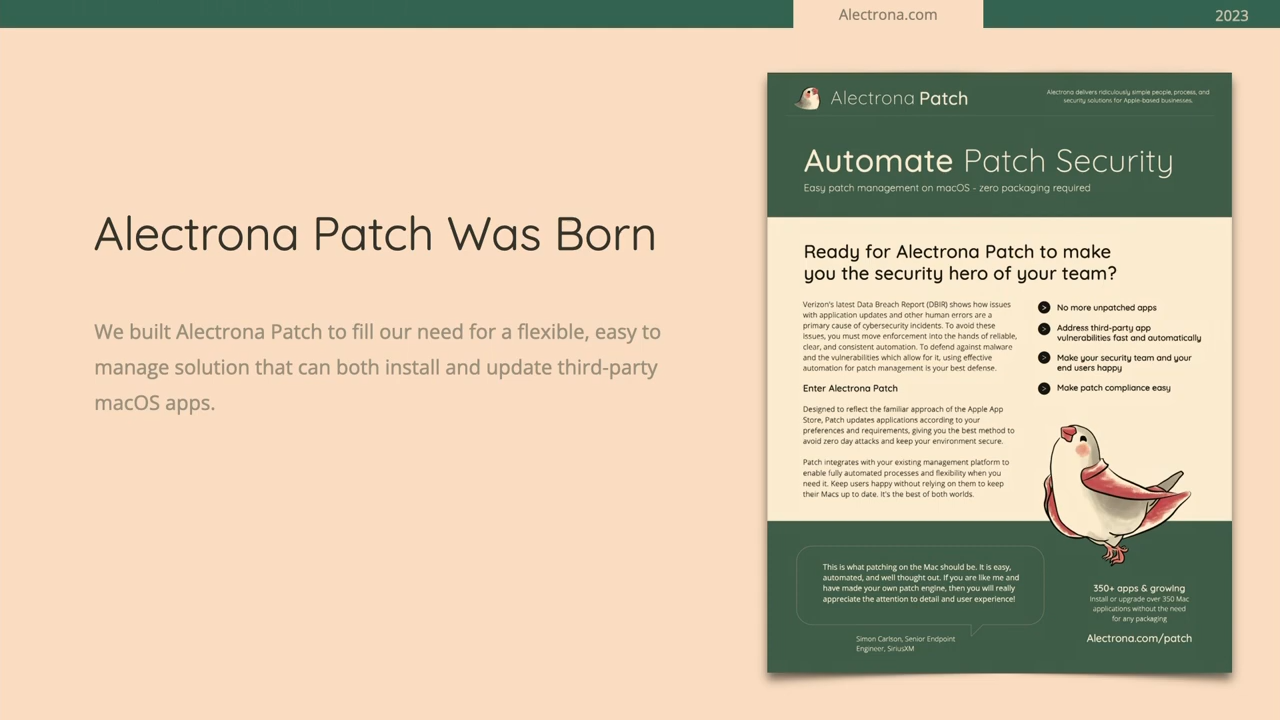 Alectrona.com
2023
Alectrona Patch Was Born
We built Alectrona Patch to fill our need for a flexible, easy to
manage solution that can both install and update third-party
macOS apps.
Alectrona Patch
Alectrona delivers ridiculously simple people, process, and
security solutions for Apple-based businesses.
Automate Patch Security
Easy patch management on macOS - zero packaging required
Ready for Alectrona Patch to make
you the security hero of your team?
Verizon's latest Data Breach Report (DBIR) shows how issues
with application updates and other human errors are a
primary cause of cybersecurity incidents. To avoid these
issues, you must move enforcement into the hands of reliable,
clear, and consistent automation. To defend against malware
and the vulnerabilities which allow for it, using effective
automation for patch management is your best defense.
Enter Alectrona Patch
Designed to reflect the familiar approach of the Apple App
Store, Patch updates applications according to your
preferences and requirements, giving you the best method to
avoid zero day attacks and keep your environment secure.
Patch integrates with your existing management platform to
enable fully automated processes and flexibility when you
need it. Keep users happy without relying on them to keep
their Macs up to date. It's the best of both worlds.
No more unpatched apps
Address third-party app
vulnerabilities fast and automatically
Make your security team and your
end users happy
Make patch compliance easy
This is what patching on the Mac should be. It is easy,
automated, and well thought out. If you are like me and
have made your own patch engine, then you will really
appreciate the attention to detail and user experience!
Simon Carlson, Senior Endpoint
Engineer, SiriusXM
350+ apps & growing
Install or upgrade over 350 Mac
applications without the need
for any packaging
Alectrona.com/patch